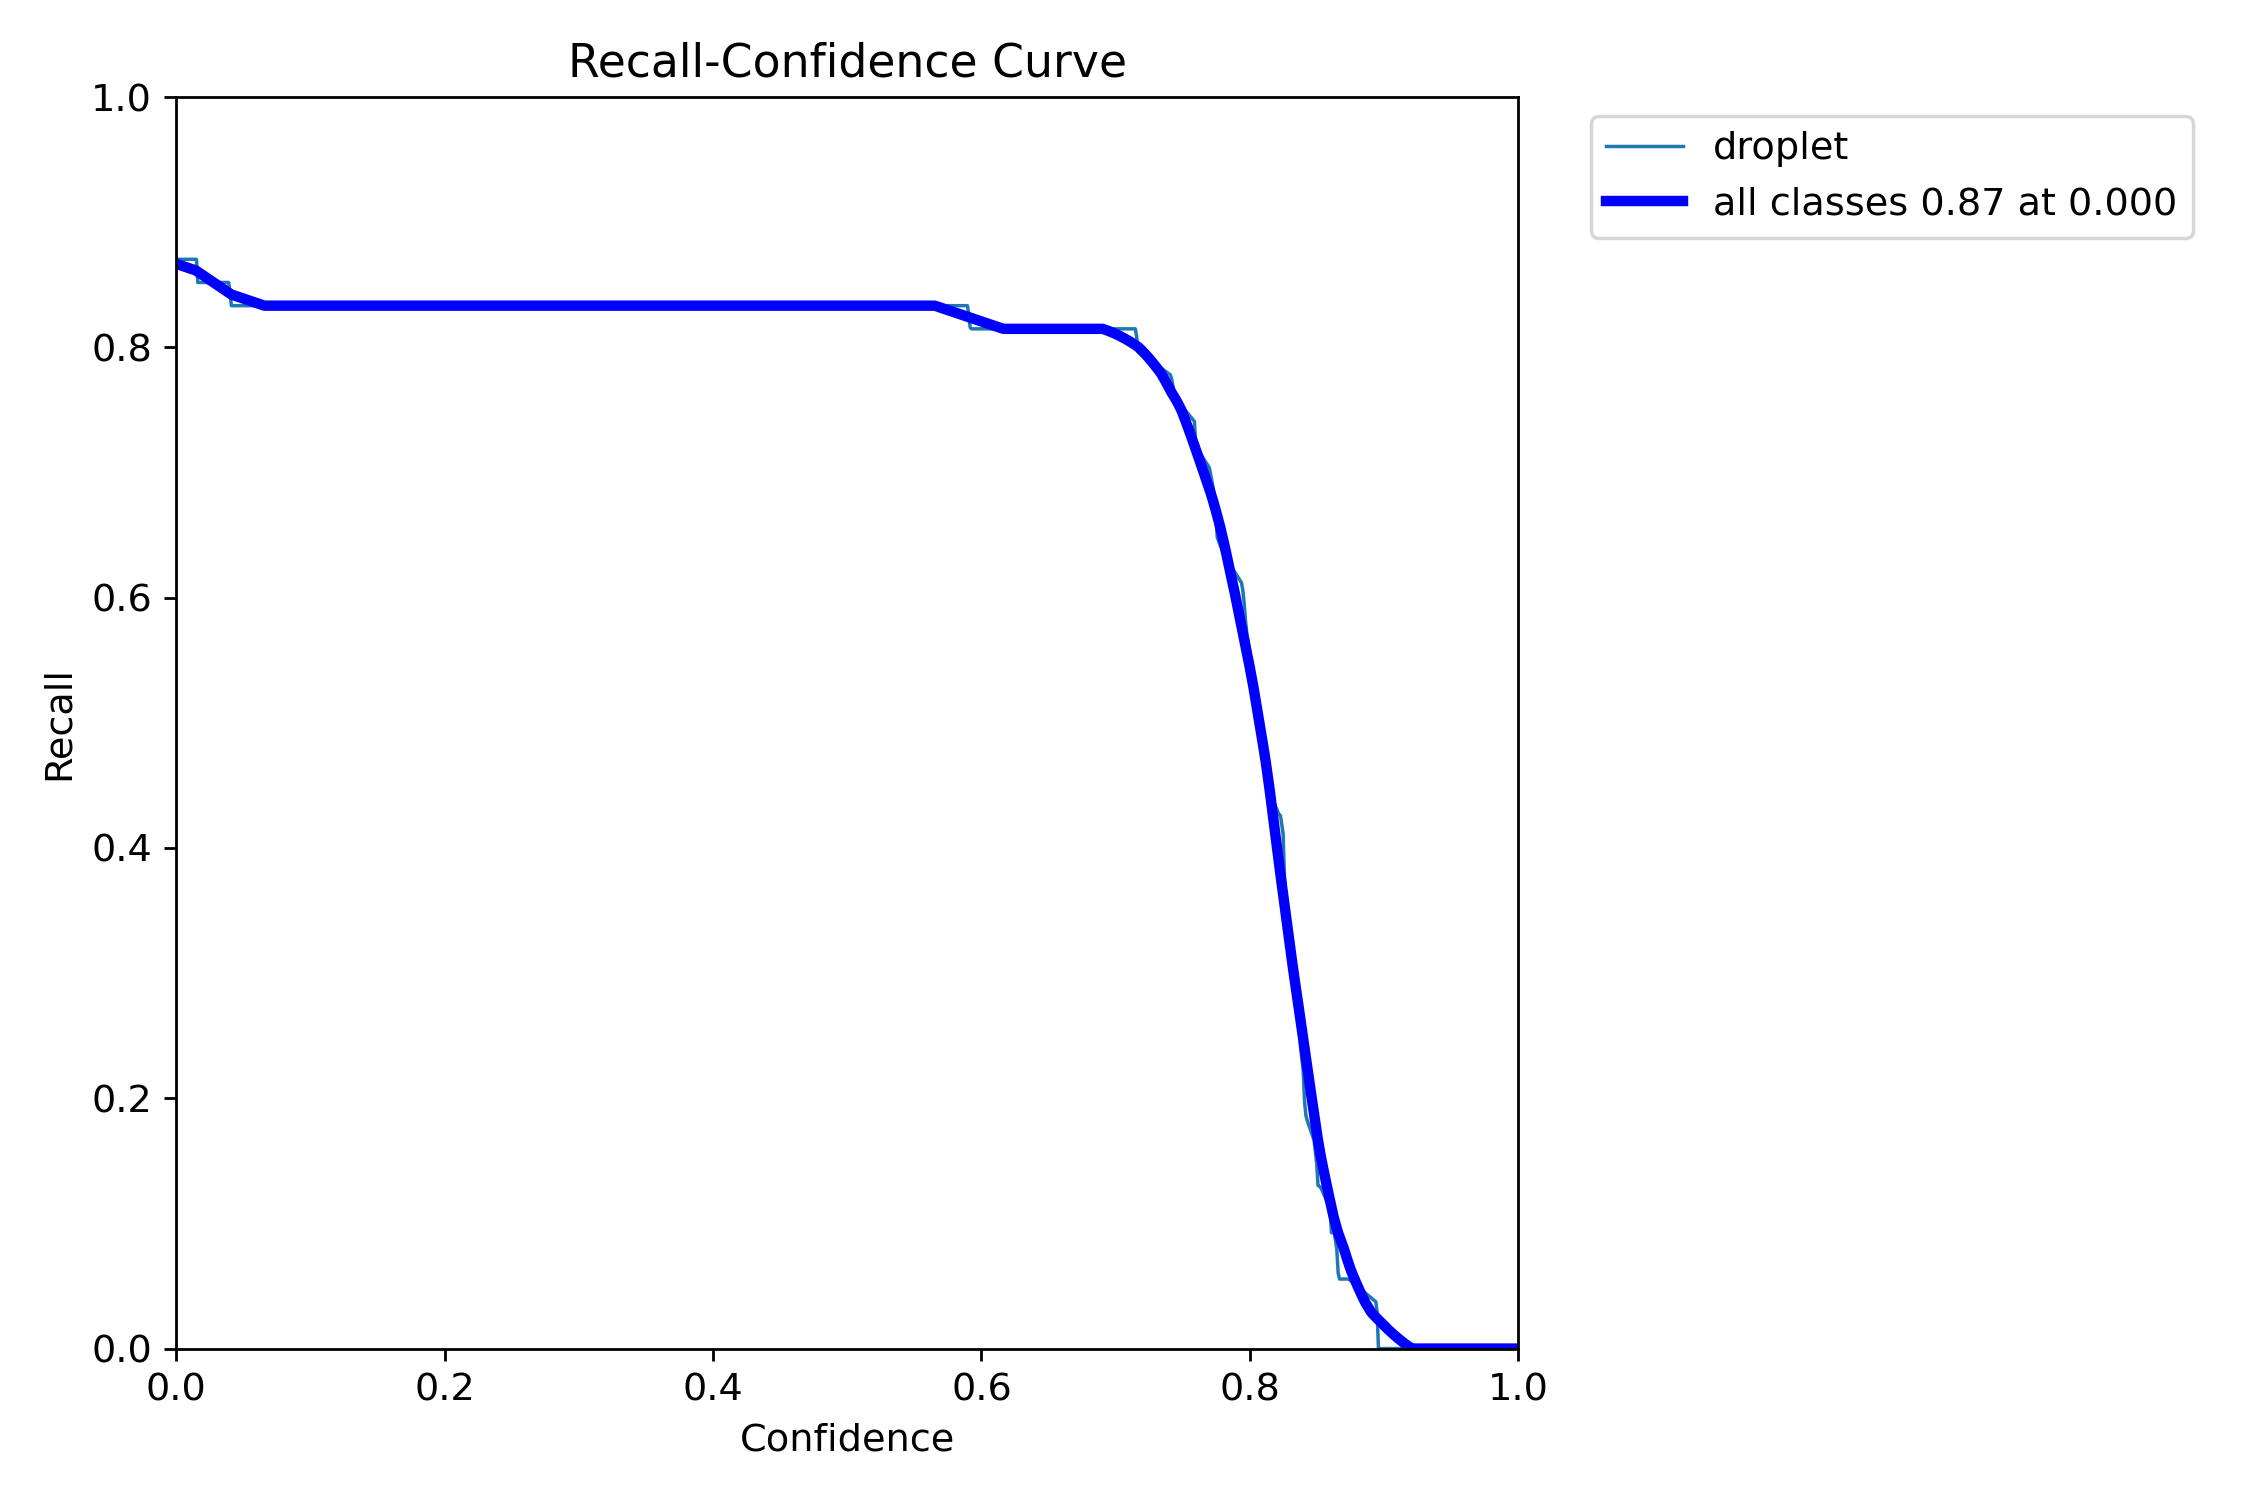 Recall-Confidence Curve
1.0
0.8
0.6
0.4
0.2
0.0
Recall
0.0 0.2 0.4 0.6 0.8 1.0
Confidence
droplet
all classes 0.87 at 0.000